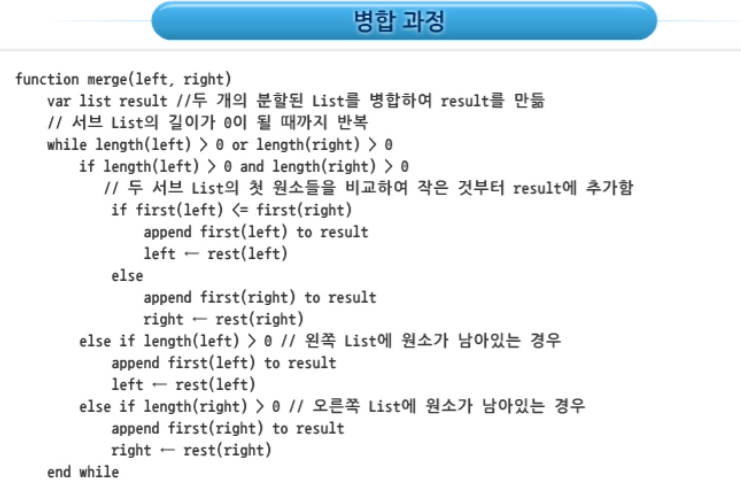 병합 과정
function merge(left, right)
var list result //두 개의 분할된 List를 병합하여 result를 만듦
// 서브 List의 길이가 0이 될 때까지 반복
while length(left) > 0 or length(right) > 0
if length(left) > 0 and length(right) > 0
// 두 서브 List의 첫 원소들을 비교하여 작은 것부터 result에 추가함
if first(left) <= first(right)
append first(left) to result
left ← rest(left)
else
append first(right) to result
right ← rest(right)
else if length(left) > 0 // 왼쪽 List에 원소가 남아있는 경우
append first(left) to result
left ← rest(left)
else if length(right) > 0 // 오른쪽 List에 원소가 남아있는 경우
append first(right) to result
right ← rest(right)
end while